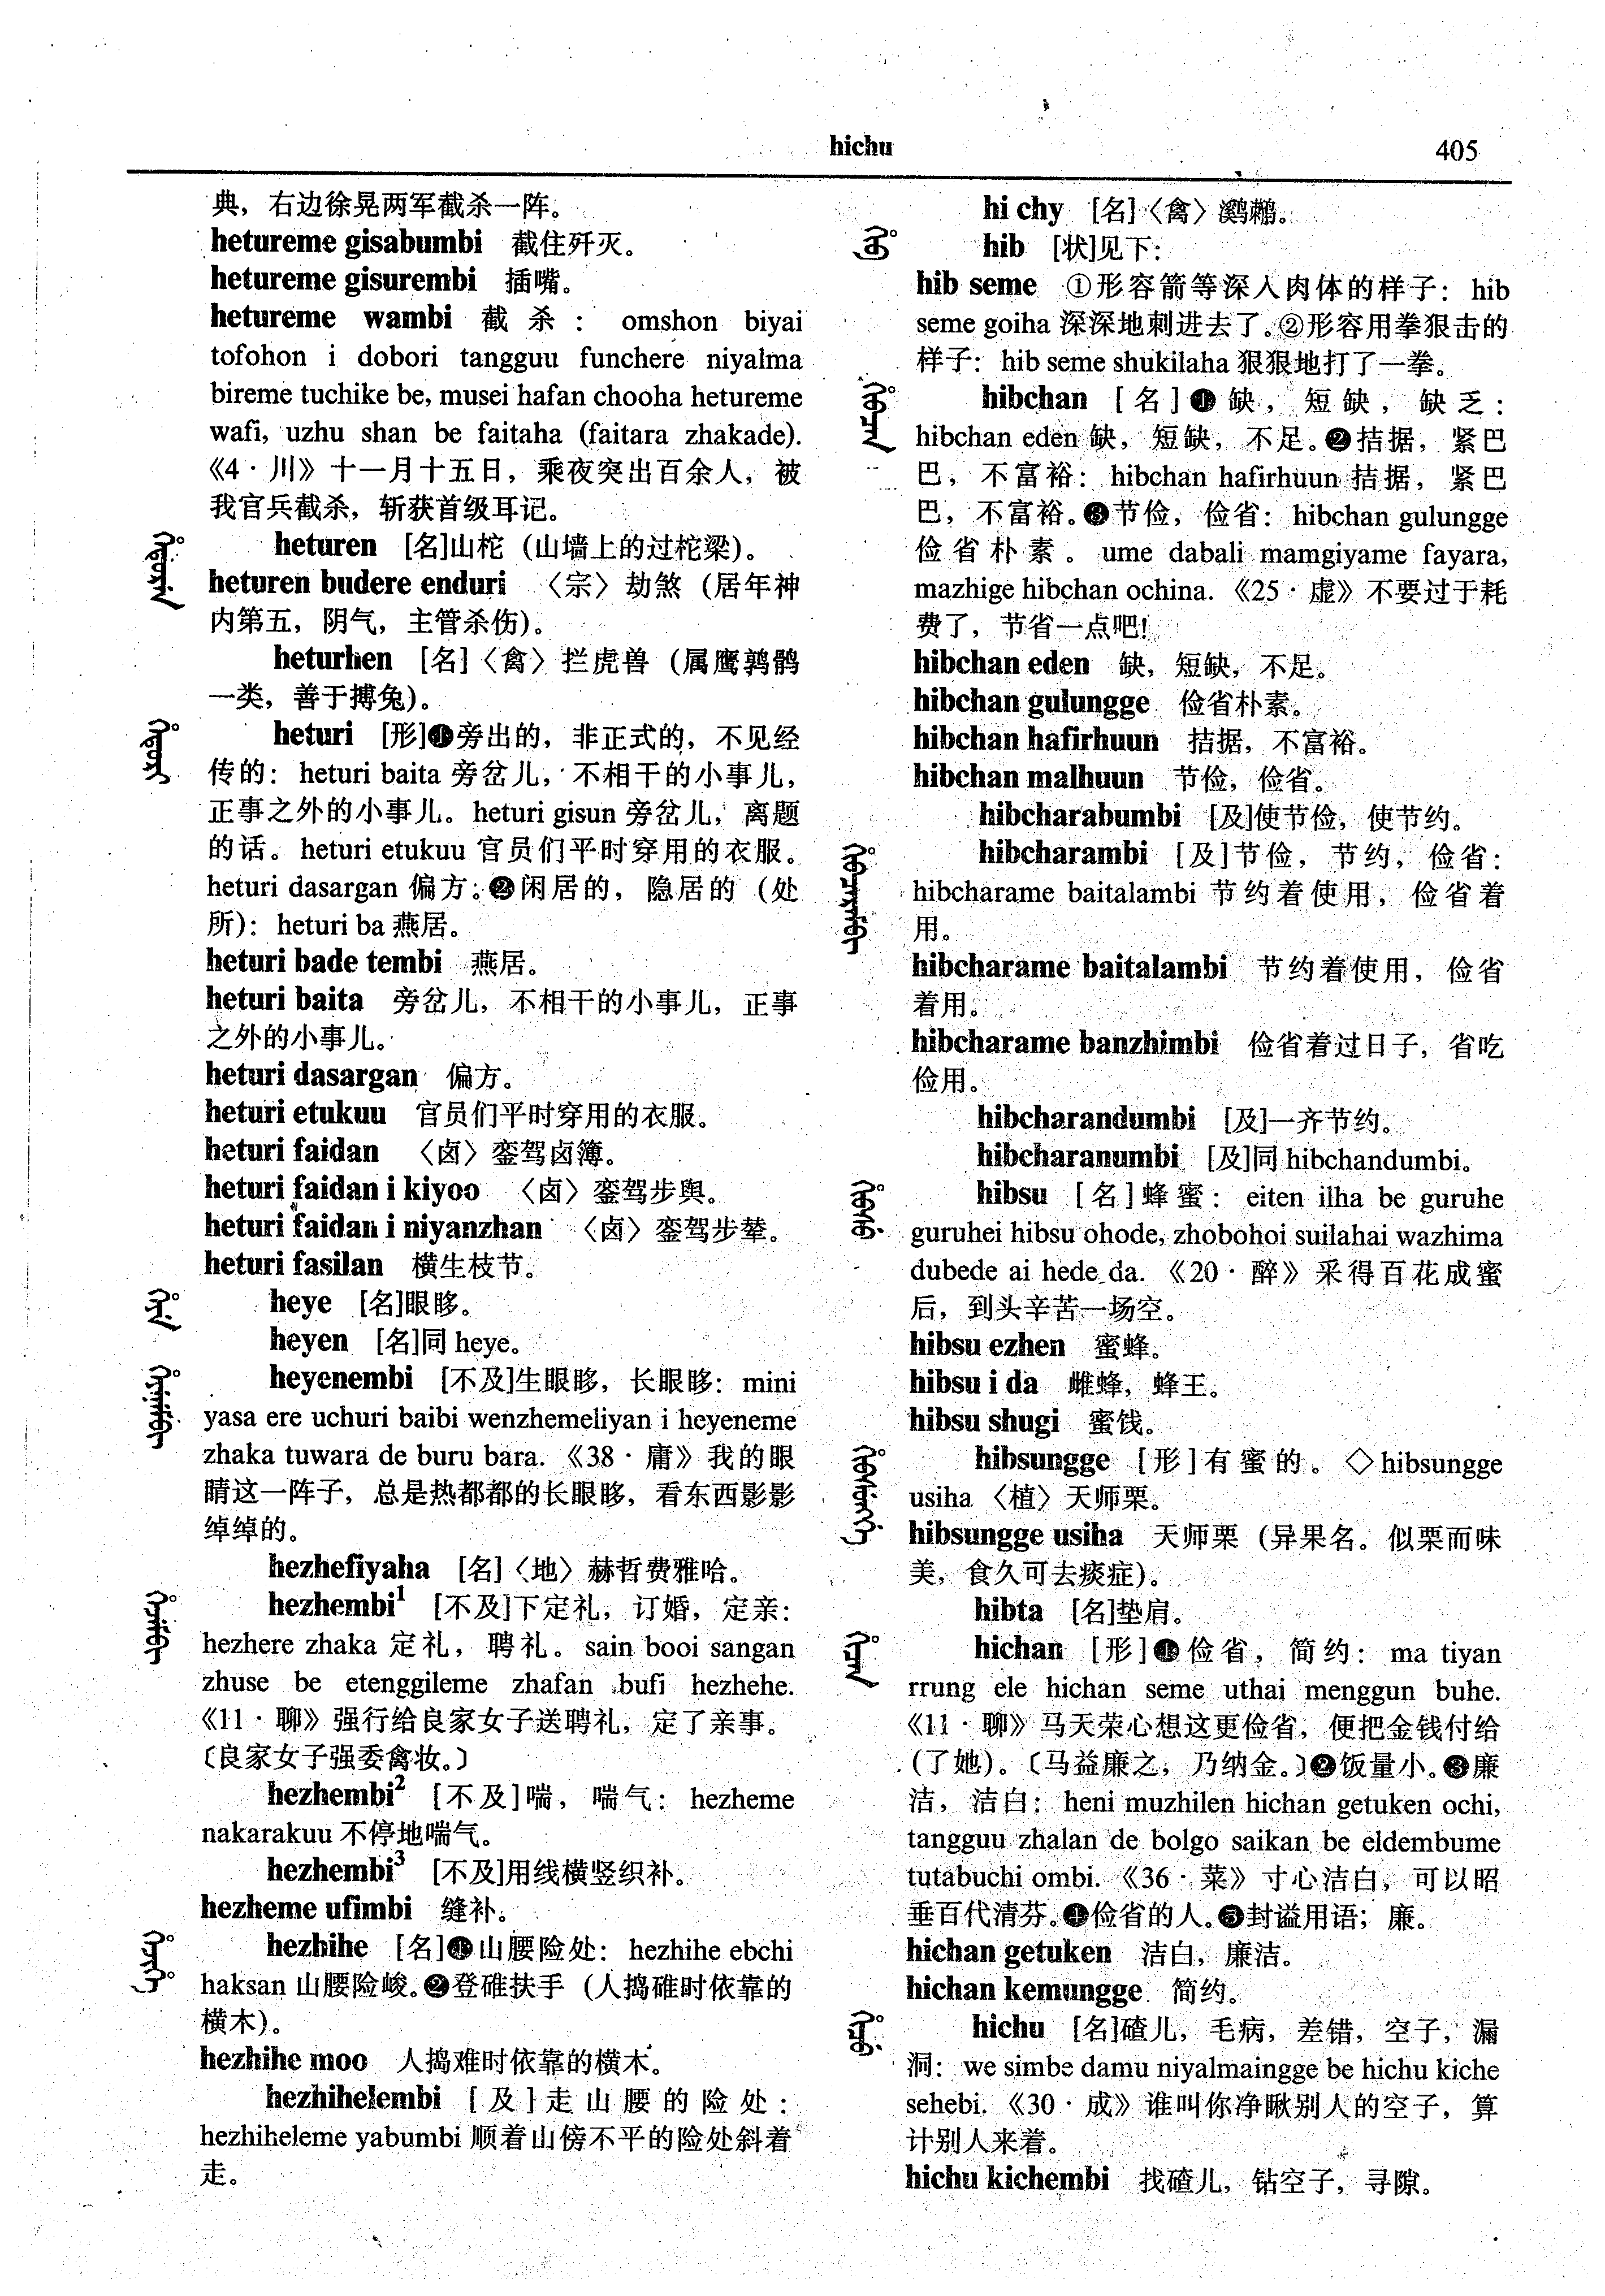 hichu
405
典，右边徐晃两军截杀一阵。
hetureme gisabumbi 截住歼灭。
hetureme gisurembi 插嘴。
hetureme wambi 截杀： omshon biyai
tofohon i dobori tangguu funchere niyalma
bireme tuchike be, musei hafan chooha hetureme
wafi, uzhu shan be faitaha (faitara zhakade).
《4·川》十一月十五日，乘夜突出百余人，被
我官兵截杀，斩获首级耳记。
heturen [名]山柁（山墙上的过柁梁）。
heturen budere enduri 〈宗〉劫煞（居年神
内第五，阴气，主管杀伤）。
heturhen [名]〈禽〉拦虎兽（属鹰鹑鹘
一类，善于搏兔）。
heturi [形]❶旁出的，非正式的，不见经
传的： heturi baita 旁岔儿，不相干的小事儿，
正事之外的小事儿。heturi gisun 旁岔儿，离题
的话。heturi etukuu 官员们平时穿用的衣服。
heturi dasargan 偏方。❷闲居的，隐居的（处
所）： heturi ba 燕居。
heturi bade tembi 燕居。
heturi baita 旁岔儿，不相干的小事儿，正事
之外的小事儿。
heturi dasargan 偏方。
heturi etukuu 官员们平时穿用的衣服。
heturi faidan 〈卤〉銮驾卤簿。
heturi faidan i kiyoo 〈卤〉銮驾步舆。
heturi faidan i niyanzhan 〈卤〉銮驾步辇。
heturi fasilan 横生枝节。
heye [名]眼眵。
heyen [名]同 heye。
heyenembi [不及]生眼眵，长眼眵： mini
yasa ere uchuri baibi wenzhemeliyan i heyeneme
zhaka tuwara de buru bara. 《38·庸》我的眼
睛这一阵子，总是热都都的长眼眵，看东西影影
绰绰的。
hezhefiyaha [名]〈地〉赫哲费雅哈。
hezhembi¹ [不及]下定礼，订婚，定亲：
hezhere zhaka 定礼，聘礼。sain booi sangan
zhuse be etenggileme zhafan bufi hezhehe.
《11·聊》强行给良家女子送聘礼，定了亲事。
〔良家女子强委禽妆。〕
hezhembi² [不及]喘，喘气： hezheme
nakarakuu 不停地喘气。
hezhembi³ [不及]用线横竖织补。
hezheme ufimbi 缝补。
hezhihe [名]❶山腰险处： hezhihe ebchi
haksan 山腰险峻。❷登碓扶手（人捣碓时依靠的
横木）。
hezhihe moo 人捣难时依靠的横木。
hezhihelembi [及]走山腰的险处：
hezhiheleme yabumbi 顺着山傍不平的险处斜着
走。
hi chy [名]〈禽〉鸂鶒。
hib [状]见下：
hib seme ①形容箭等深入肉体的样子： hib
seme goiha 深深地刺进去了。②形容用拳狠击的
样子： hib seme shukilaha 狠狠地打了一拳。
hibchan [名]❶缺，短缺，缺乏：
hibchan eden 缺，短缺，不足。❷拮据，紧巴
巴，不富裕： hibchan hafirhuun 拮据，紧巴
巴，不富裕。❸节俭，俭省： hibchan gulungge
俭省朴素。ume dabali mamgiyame fayara,
mazhige hibchan ochina. 《25·虚》不要过于耗
费了，节省一点吧！
hibchan eden 缺，短缺，不足。
hibchan gulungge 俭省朴素。
hibchan hafirhuun 拮据，不富裕。
hibchan malhuun 节俭，俭省。
hibcharabumbi [及]使节俭，使节约。
hibcharambi [及]节俭，节约，俭省：
hibcharame baitalambi 节约着使用，俭省着
用。
hibcharame baitalambi 节约着使用，俭省
着用。
hibcharame banzhimbi 俭省着过日子，省吃
俭用。
hibcharandumbi [及]一齐节约。
hibcharanumbi [及]同 hibchandumbi。
hibsu [名]蜂蜜： eiten ilha be guruhe
guruhei hibsu ohode, zhobohoi suilahai wazhima
dubede ai hede da. 《20·醉》采得百花成蜜
后，到头辛苦一场空。
hibsu ezhen 蜜蜂。
hibsu i da 雌蜂，蜂王。
hibsu shugi 蜜饯。
hibsungge [形]有蜜的。◇hibsungge
usiha 〈植〉天师栗。
hibsungge usiha 天师栗（异果名。似栗而味
美，食久可去痰症）。
hibta [名]垫肩。
hichan [形]❶俭省，简约： ma tiyan
rrung ele hichan seme uthai menggun buhe.
《11·聊》马天荣心想这更俭省，便把金钱付给
（了她）。〔马益廉之，乃纳金。〕❷饭量小。❸廉
洁，洁白： heni muzhilen hichan getuken ochi,
tangguu zhalan de bolgo saikan be eldembume
tutabuchi ombi. 《36·菜》寸心洁白，可以昭
垂百代清芬。❹俭省的人。❺封谥用语；廉。
hichan getuken 洁白，廉洁。
hichan kemungge 简约。
hichu [名]碴儿，毛病，差错，空子，漏
洞： we simbe damu niyalmaingge be hichu kiche
sehebi. 《30·成》谁叫你净瞅别人的空子，算
计别人来着。
hichu kichembi 找碴儿，钻空子，寻隙。